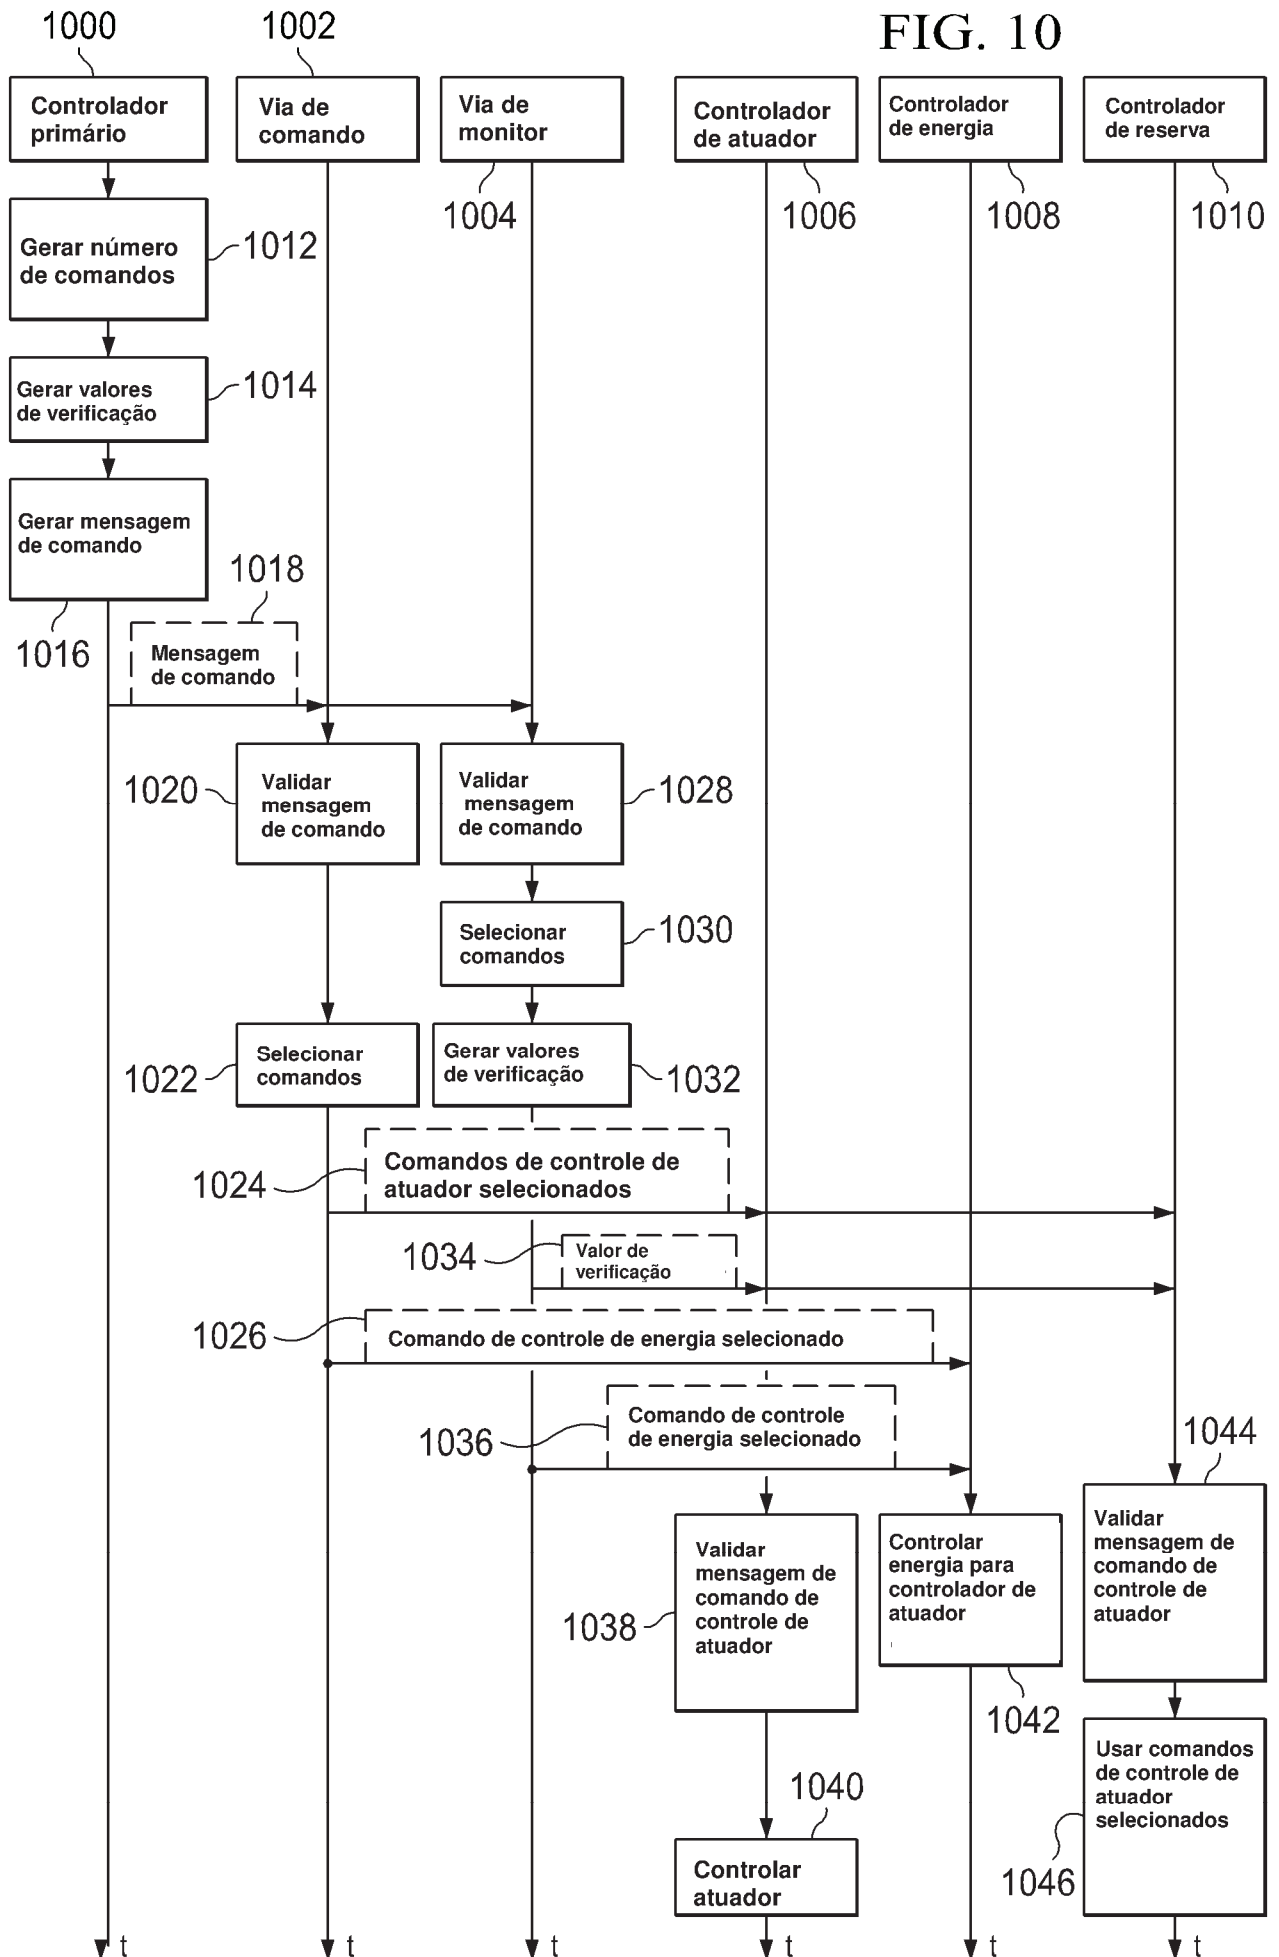 FIG. 10
1000
1002
Controlador
primário
Via de
comando
Via de
monitor
Controlador
de atuador
Controlador
de energia
Controlador
de reserva
1004
1006
1008
1010
Gerar número
de comandos
1012
Gerar valores
de verificação
1014
Gerar mensagem
de comando
1016
1018
Mensagem
de comando
1020
Validar
mensagem
de comando
Validar
mensagem
de comando
1028
Selecionar
comandos
1030
1022
Selecionar
comandos
Gerar valores
de verificação
1032
1024
Comandos de controle de
atuador selecionados
1034
Valor de
verificação
1026
Comando de controle de energia selecionado
1036
Comando de controle
de energia selecionado
1044
1038
Validar
mensagem de
comando de
controle de
atuador
Controlar
energia para
controlador de
atuador
1042
Validar
mensagem de
comando de
controle de
atuador
1040
Controlar
atuador
Usar comandos
de controle de
atuador
selecionados
1046
t
t
t
t
t
t